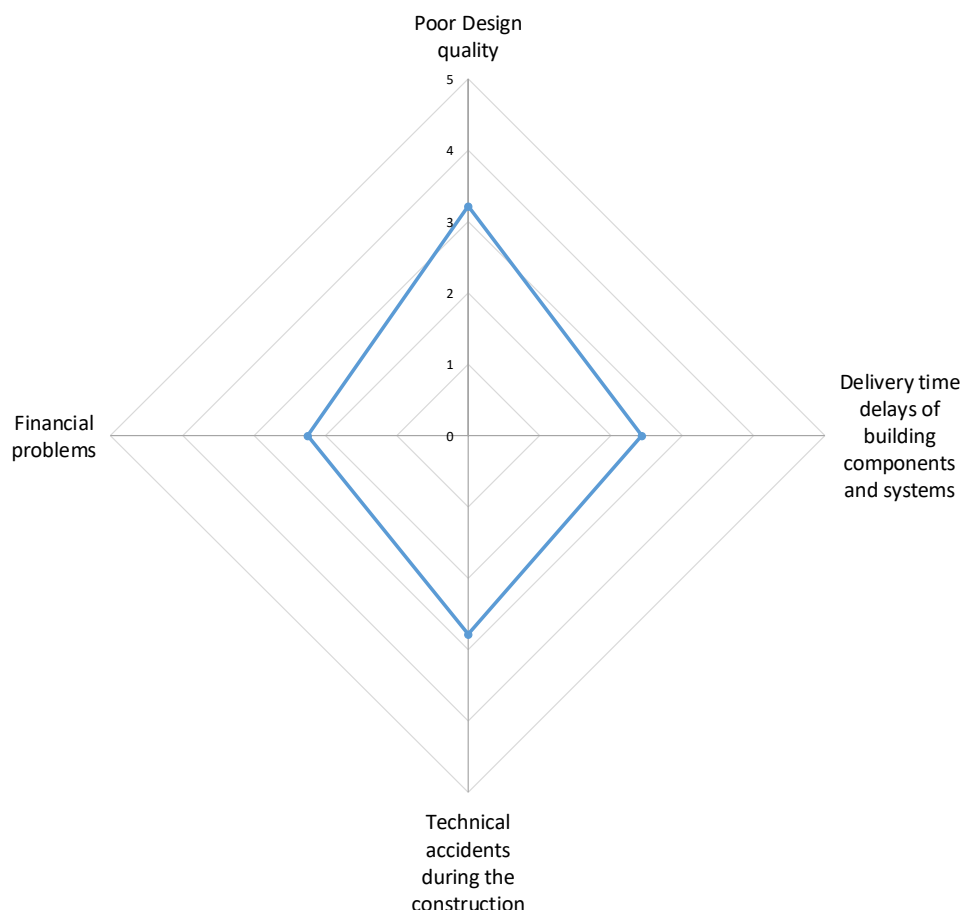 Poor Design
quality
5
4
3
2
1
0
Financial
problems
Delivery time
delays of
building
components
and systems
Technical
accidents
during the
construction